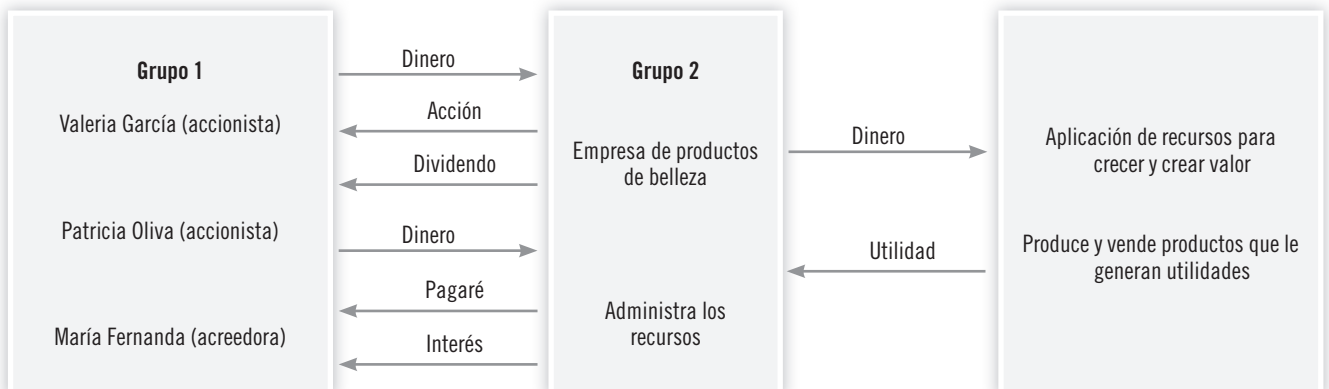 Grupo 1
Valeria García (accionista)
Patricia Oliva (accionista)
María Fernanda (acreedora)
Dinero
Acción
Dividendo
Dinero
Pagaré
Interés
Grupo 2
Empresa de productos
de belleza
Administra los
recursos
Dinero
Utilidad
Aplicación de recursos para
crecer y crear valor
Produce y vende productos que le
generan utilidades